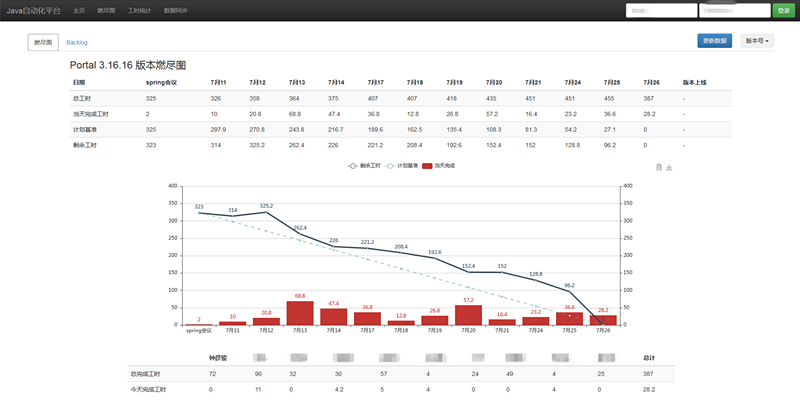 Java自动化平台 主页 燃尽图 工时统计 数据同步 登录
燃尽图 Backlog 更新数据 版本号
Portal 3.16.16 版本燃尽图
日期 spring会议 7月11 7月12 7月13 7月14 7月17 7月18 7月19 7月20 7月21 7月24 7月25 7月26 版本上线
总工时 325 326 358 364 375 407 407 418 435 451 451 455 387 -
当天完成工时 2 10 20.8 68.8 47.4 36.8 12.8 26.8 57.2 16.4 23.2 36.6 28.2 -
计划基准 325 297.9 270.8 243.8 216.7 189.6 162.5 135.4 108.3 81.3 54.2 27.1 0 -
剩余工时 323 314 325.2 262.4 226 221.2 208.4 192.6 152.4 152 128.8 96.2 0 -
剩余工时 计划基准 当天完成
400 400
350 350
323 314 325.2
300 300
262.4
250 250
226 221.2 208.4
200 200
192.6
150 152.4 152 150
128.8
100 96.2 100
68.8 57.2
50 47.4 36.8 36.6 50
2 10 20.8 12.8 26.8 16.4 23.2 28.2
0 0
spring会议 7月11 7月12 7月13 7月14 7月17 7月18 7月19 7月20 7月21 7月24 7月25 7月26
钟彦骏 总计
总完成工时 72 90 32 30 57 4 24 49 4 25 387
今天完成工时 0 11 0 4.2 5 4 0 0 4 0 28.2